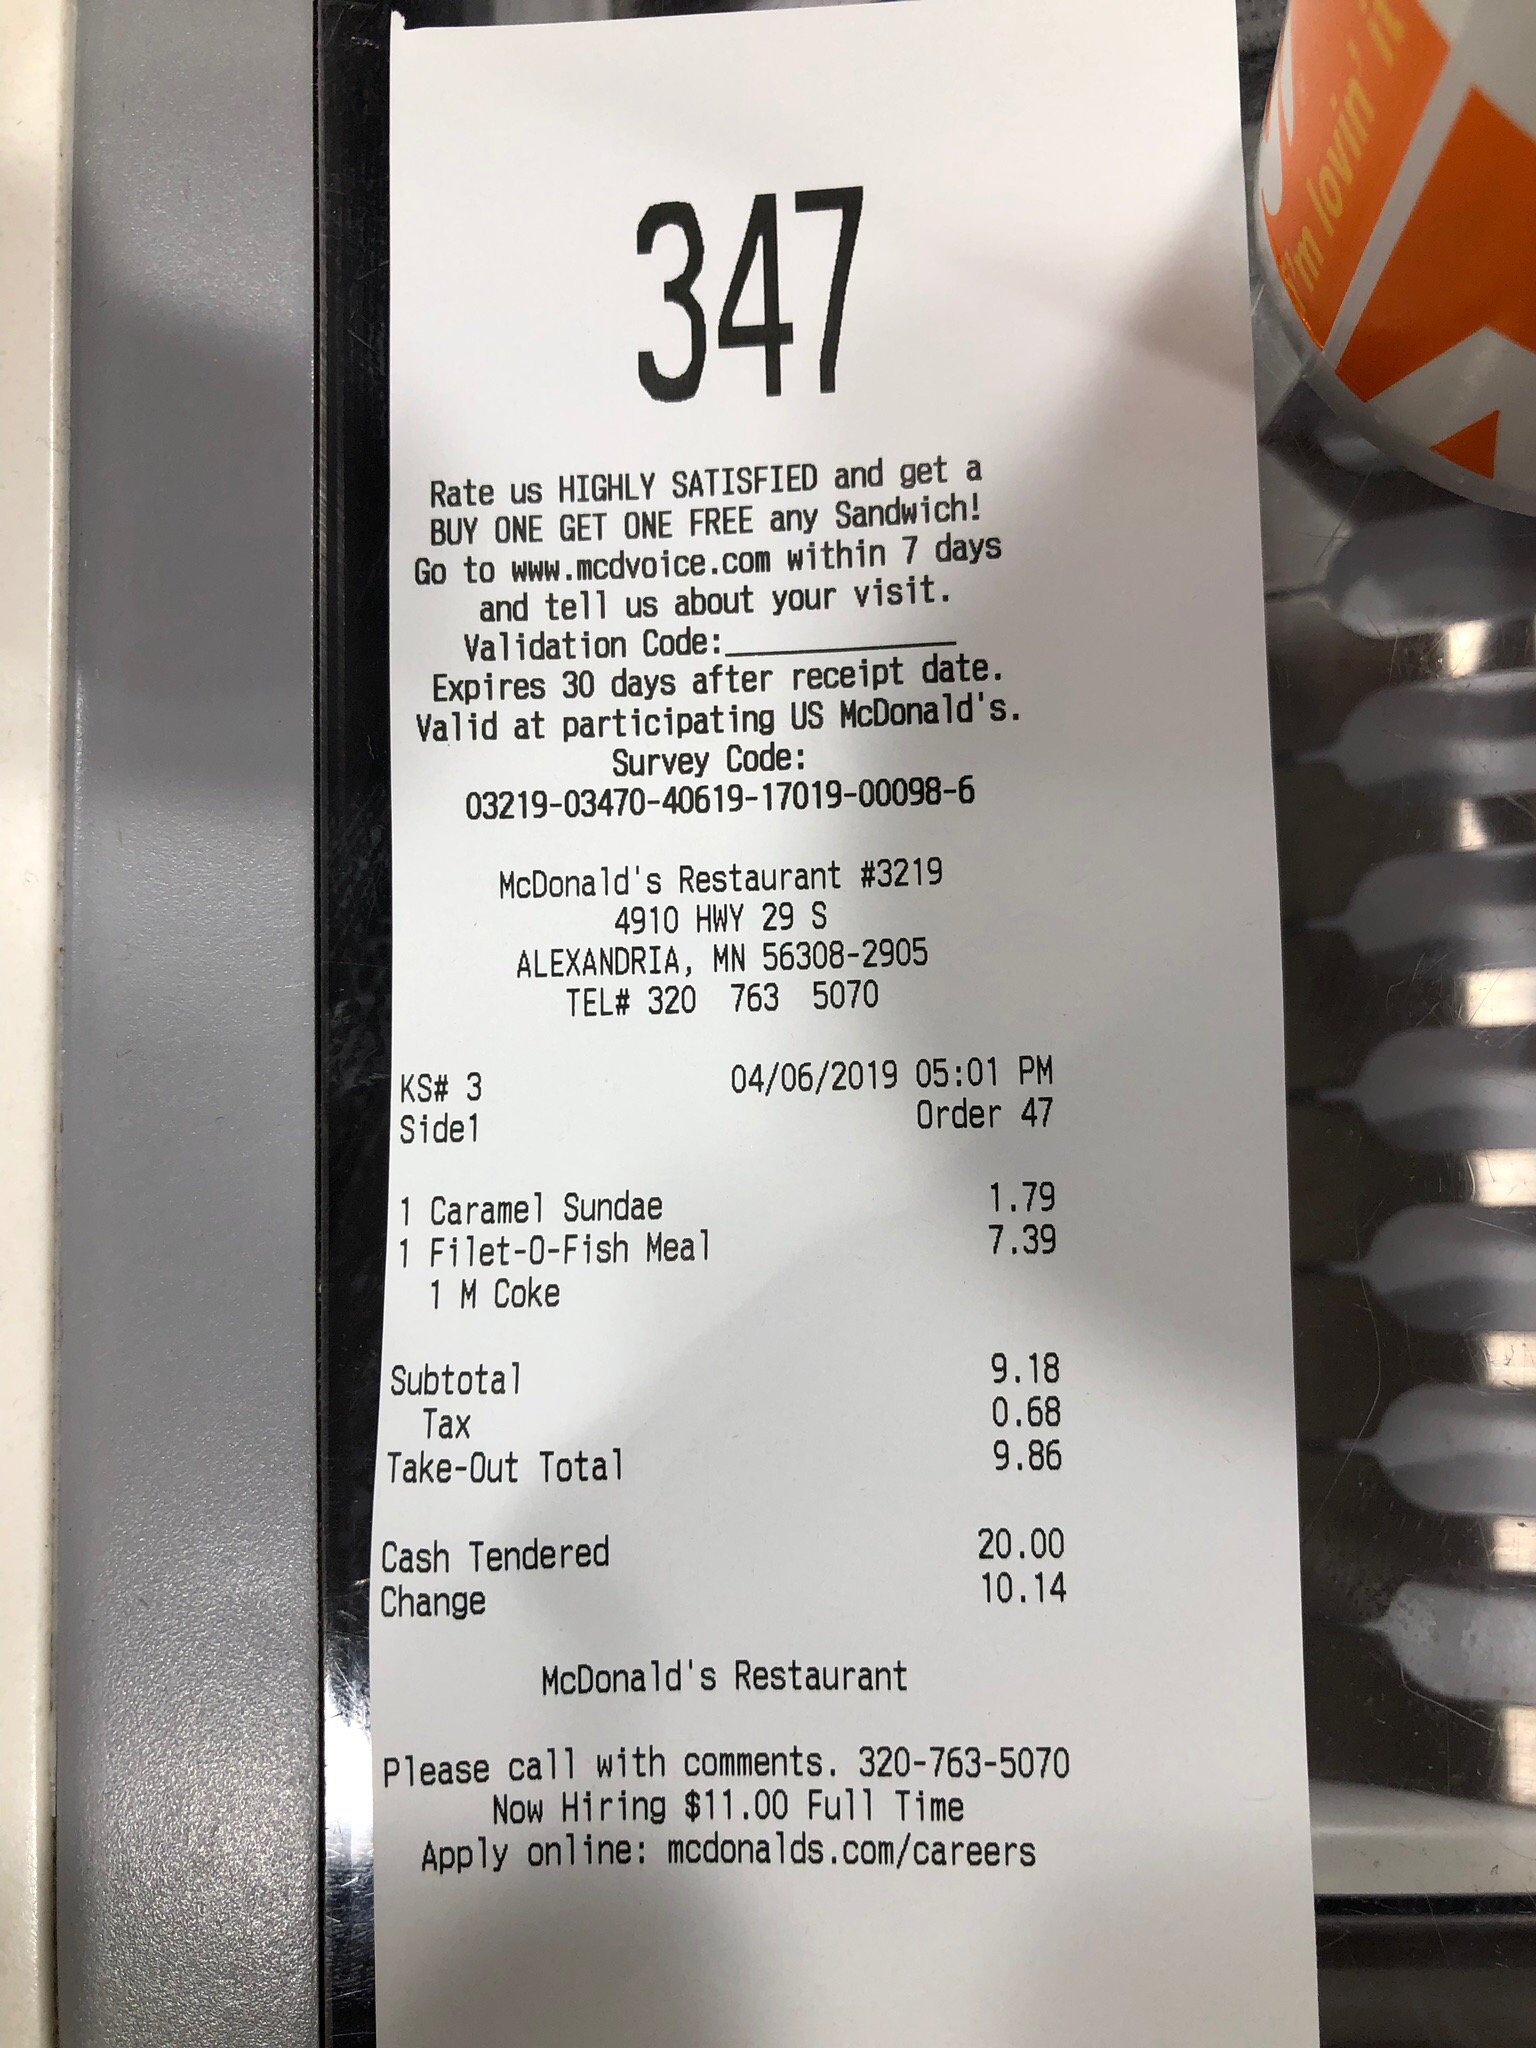 347
Rate us HIGHLY SATISFIED and get a
BUY ONE GET ONE FREE any Sandwich!
Go to www.mcdvoice.com within 7 days
and tell us about your visit.
Validation Code:______________
Expires 30 days after receipt date.
Valid at participating US McDonald's.
Survey Code:
03219-03470-40619-17019-00098-6
McDonald's Restaurant #3219
4910 HWY 29 S
ALEXANDRIA, MN 56308-2905
TEL# 320 763 5070
KS# 3 04/06/2019 05:01 PM
Side1 Order 47
1 Caramel Sundae 1.79
1 Filet-O-Fish Meal 7.39
1 M Coke
Subtotal 9.18
Tax 0.68
Take-Out Total 9.86
Cash Tendered 20.00
Change 10.14
McDonald's Restaurant
Please call with comments. 320-763-5070
Now Hiring $11.00 Full Time
Apply online: mcdonalds.com/careers
i'm lovin' it